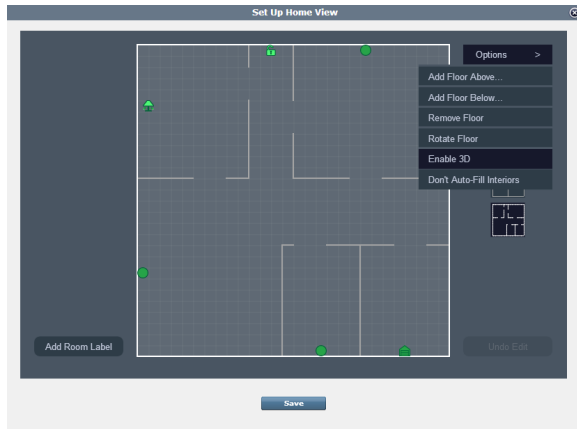 Set Up Home View
Options >
Add Floor Above...
Add Floor Below...
Remove Floor
Rotate Floor
Enable 3D
Don't Auto-Fill Interiors
Add Room Label
Undo Edit
Save